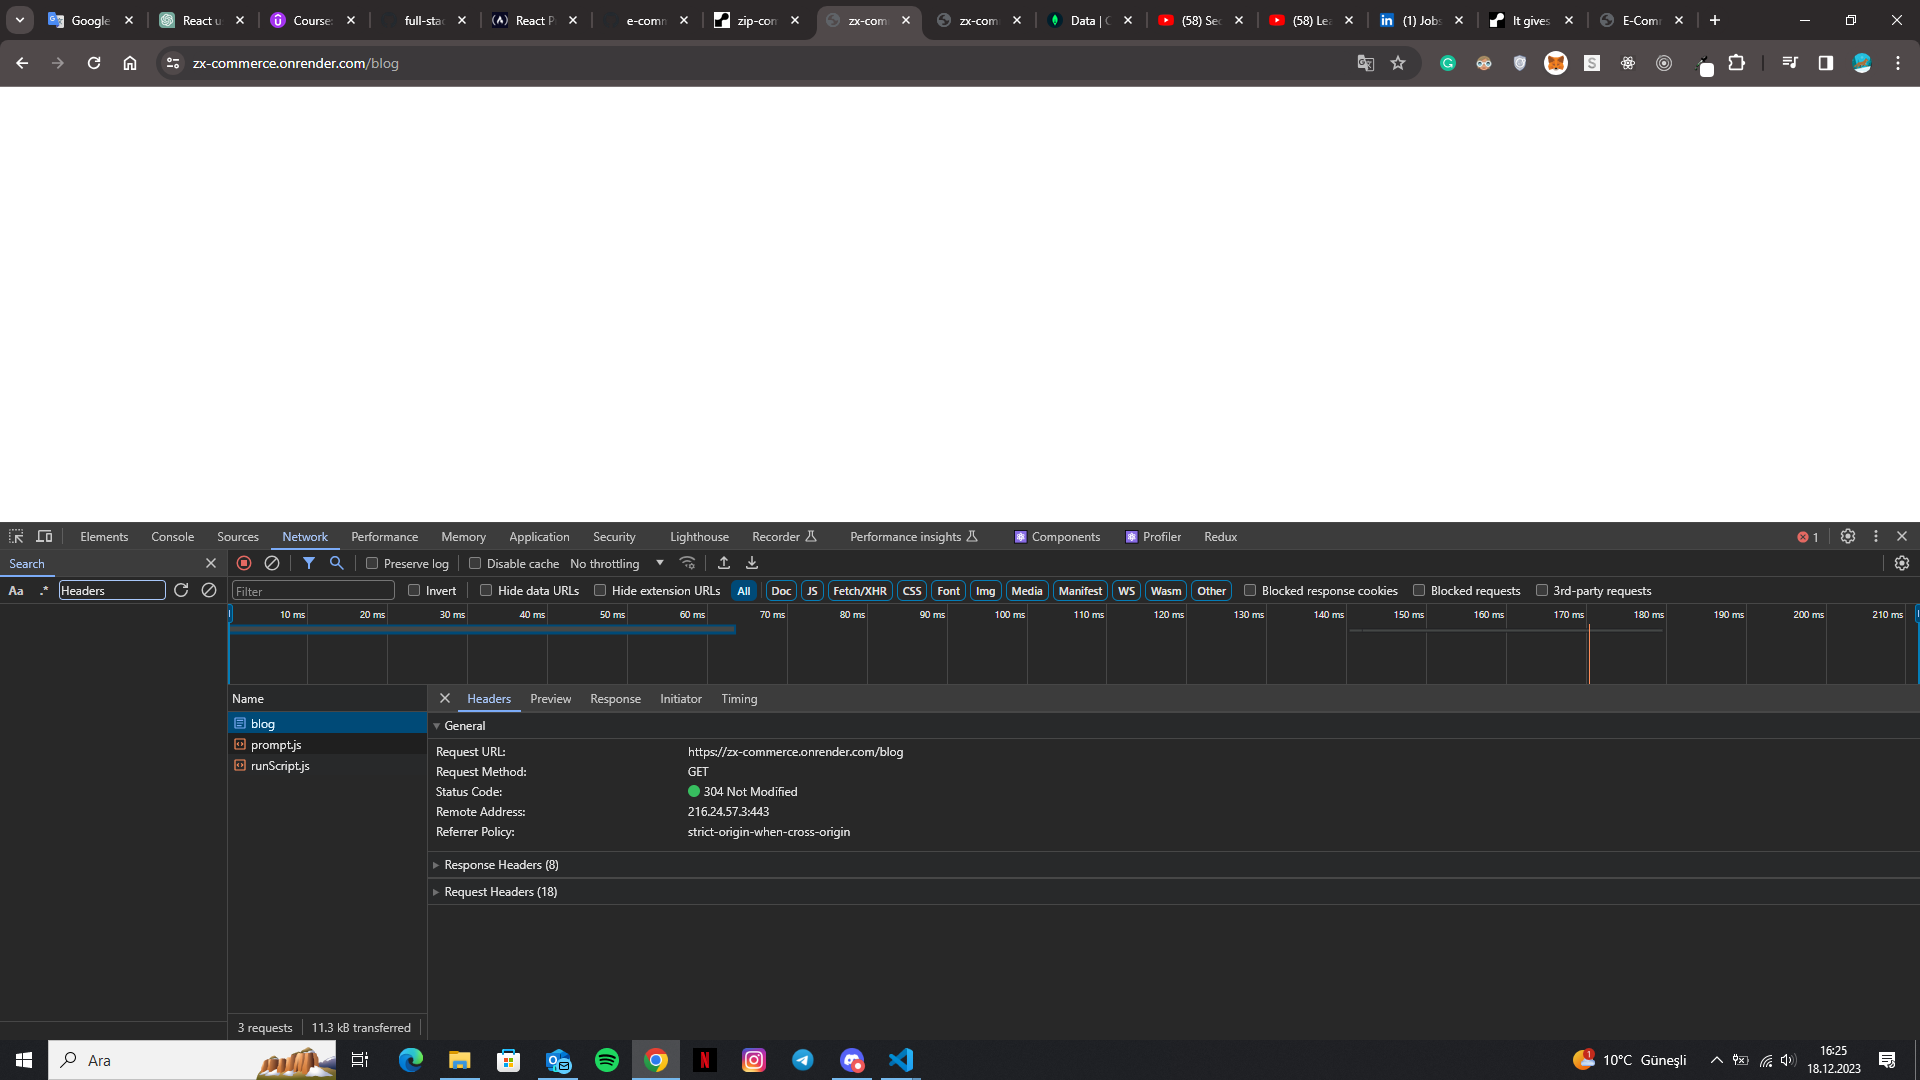 Google
React u
Course:
full-sta
React P
e-comm
zip-com
zx-com
zx-com
Data | C
(58) Sec
(58) Lea
(1) Jobs
It gives
E-Comm
zx-commerce.onrender.com/blog
Elements
Console
Sources
Network
Performance
Memory
Application
Security
Lighthouse
Recorder
Performance insights
Components
Profiler
Redux
1
Search
Preserve log
Disable cache
No throttling
Aa
.*
Headers
Filter
Invert
Hide data URLs
Hide extension URLs
All
Doc
JS
Fetch/XHR
CSS
Font
Img
Media
Manifest
WS
Wasm
Other
Blocked response cookies
Blocked requests
3rd-party requests
10 ms
20 ms
30 ms
40 ms
50 ms
60 ms
70 ms
80 ms
90 ms
100 ms
110 ms
120 ms
130 ms
140 ms
150 ms
160 ms
170 ms
180 ms
190 ms
200 ms
210 ms
Name
Headers
Preview
Response
Initiator
Timing
blog
prompt.js
runScript.js
General
Request URL:
https://zx-commerce.onrender.com/blog
Request Method:
GET
Status Code:
304 Not Modified
Remote Address:
216.24.57.3:443
Referrer Policy:
strict-origin-when-cross-origin
Response Headers (8)
Request Headers (18)
3 requests
11.3 kB transferred
Ara
1
10°C Güneşli
16:25
18.12.2023